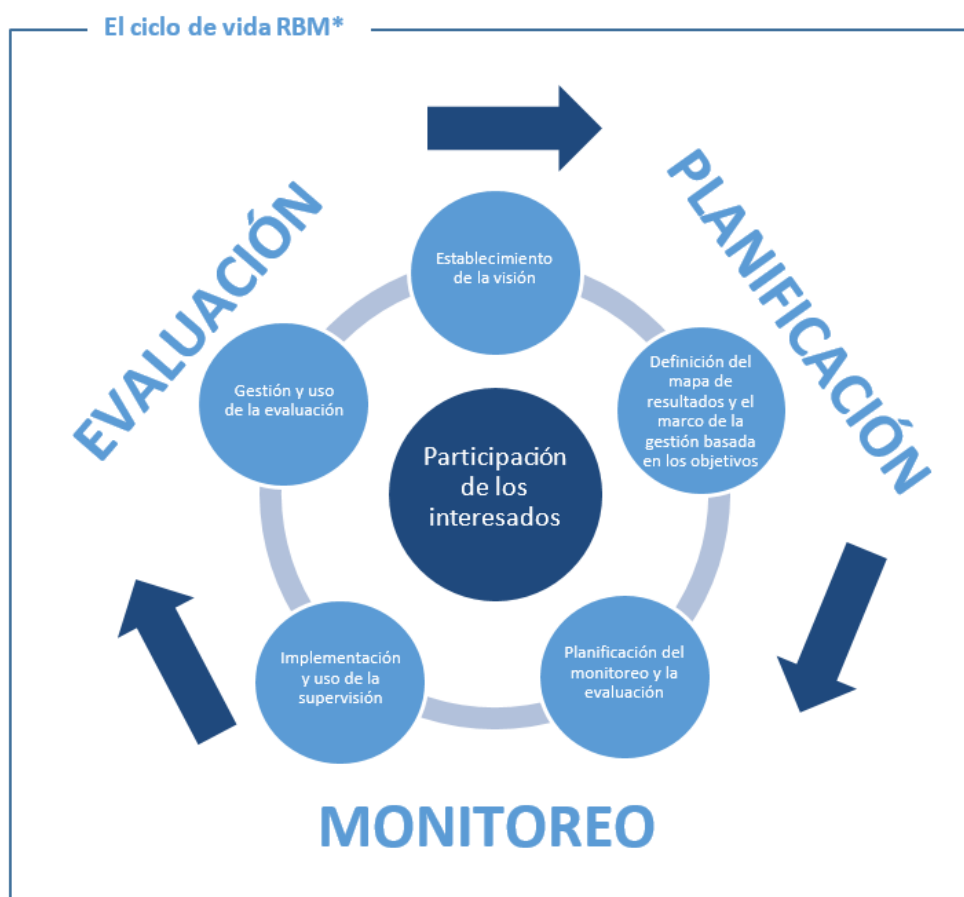 El ciclo de vida RBM*
EVALUACIÓN
PLANIFICACIÓN
Establecimiento
de la visión
Definición del
mapa de
resultados y el
marco de la
gestión basada
en los objetivos
Gestión y uso
de la evaluación
Participación
de los
interesados
Implementación
y uso de la
supervisión
Planificación del
monitoreo y la
evaluación
MONITOREO